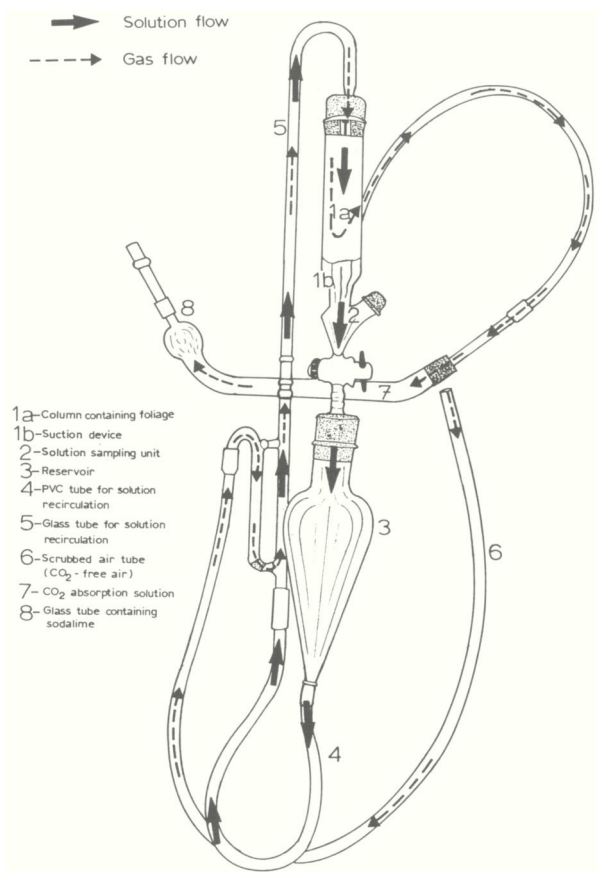 Solution flow
Gas flow
5
1a
1b
2
8
7
1a-Column containing foliage
1b-Suction device
2-Solution sampling unit
3-Reservoir
4-PVC tube for solution
recirculation
5-Glass tube for solution
recirculation
6-Scrubbed air tube
(CO2-free air)
7-CO2 absorption solution
8-Glass tube containing
sodalime
3
6
4